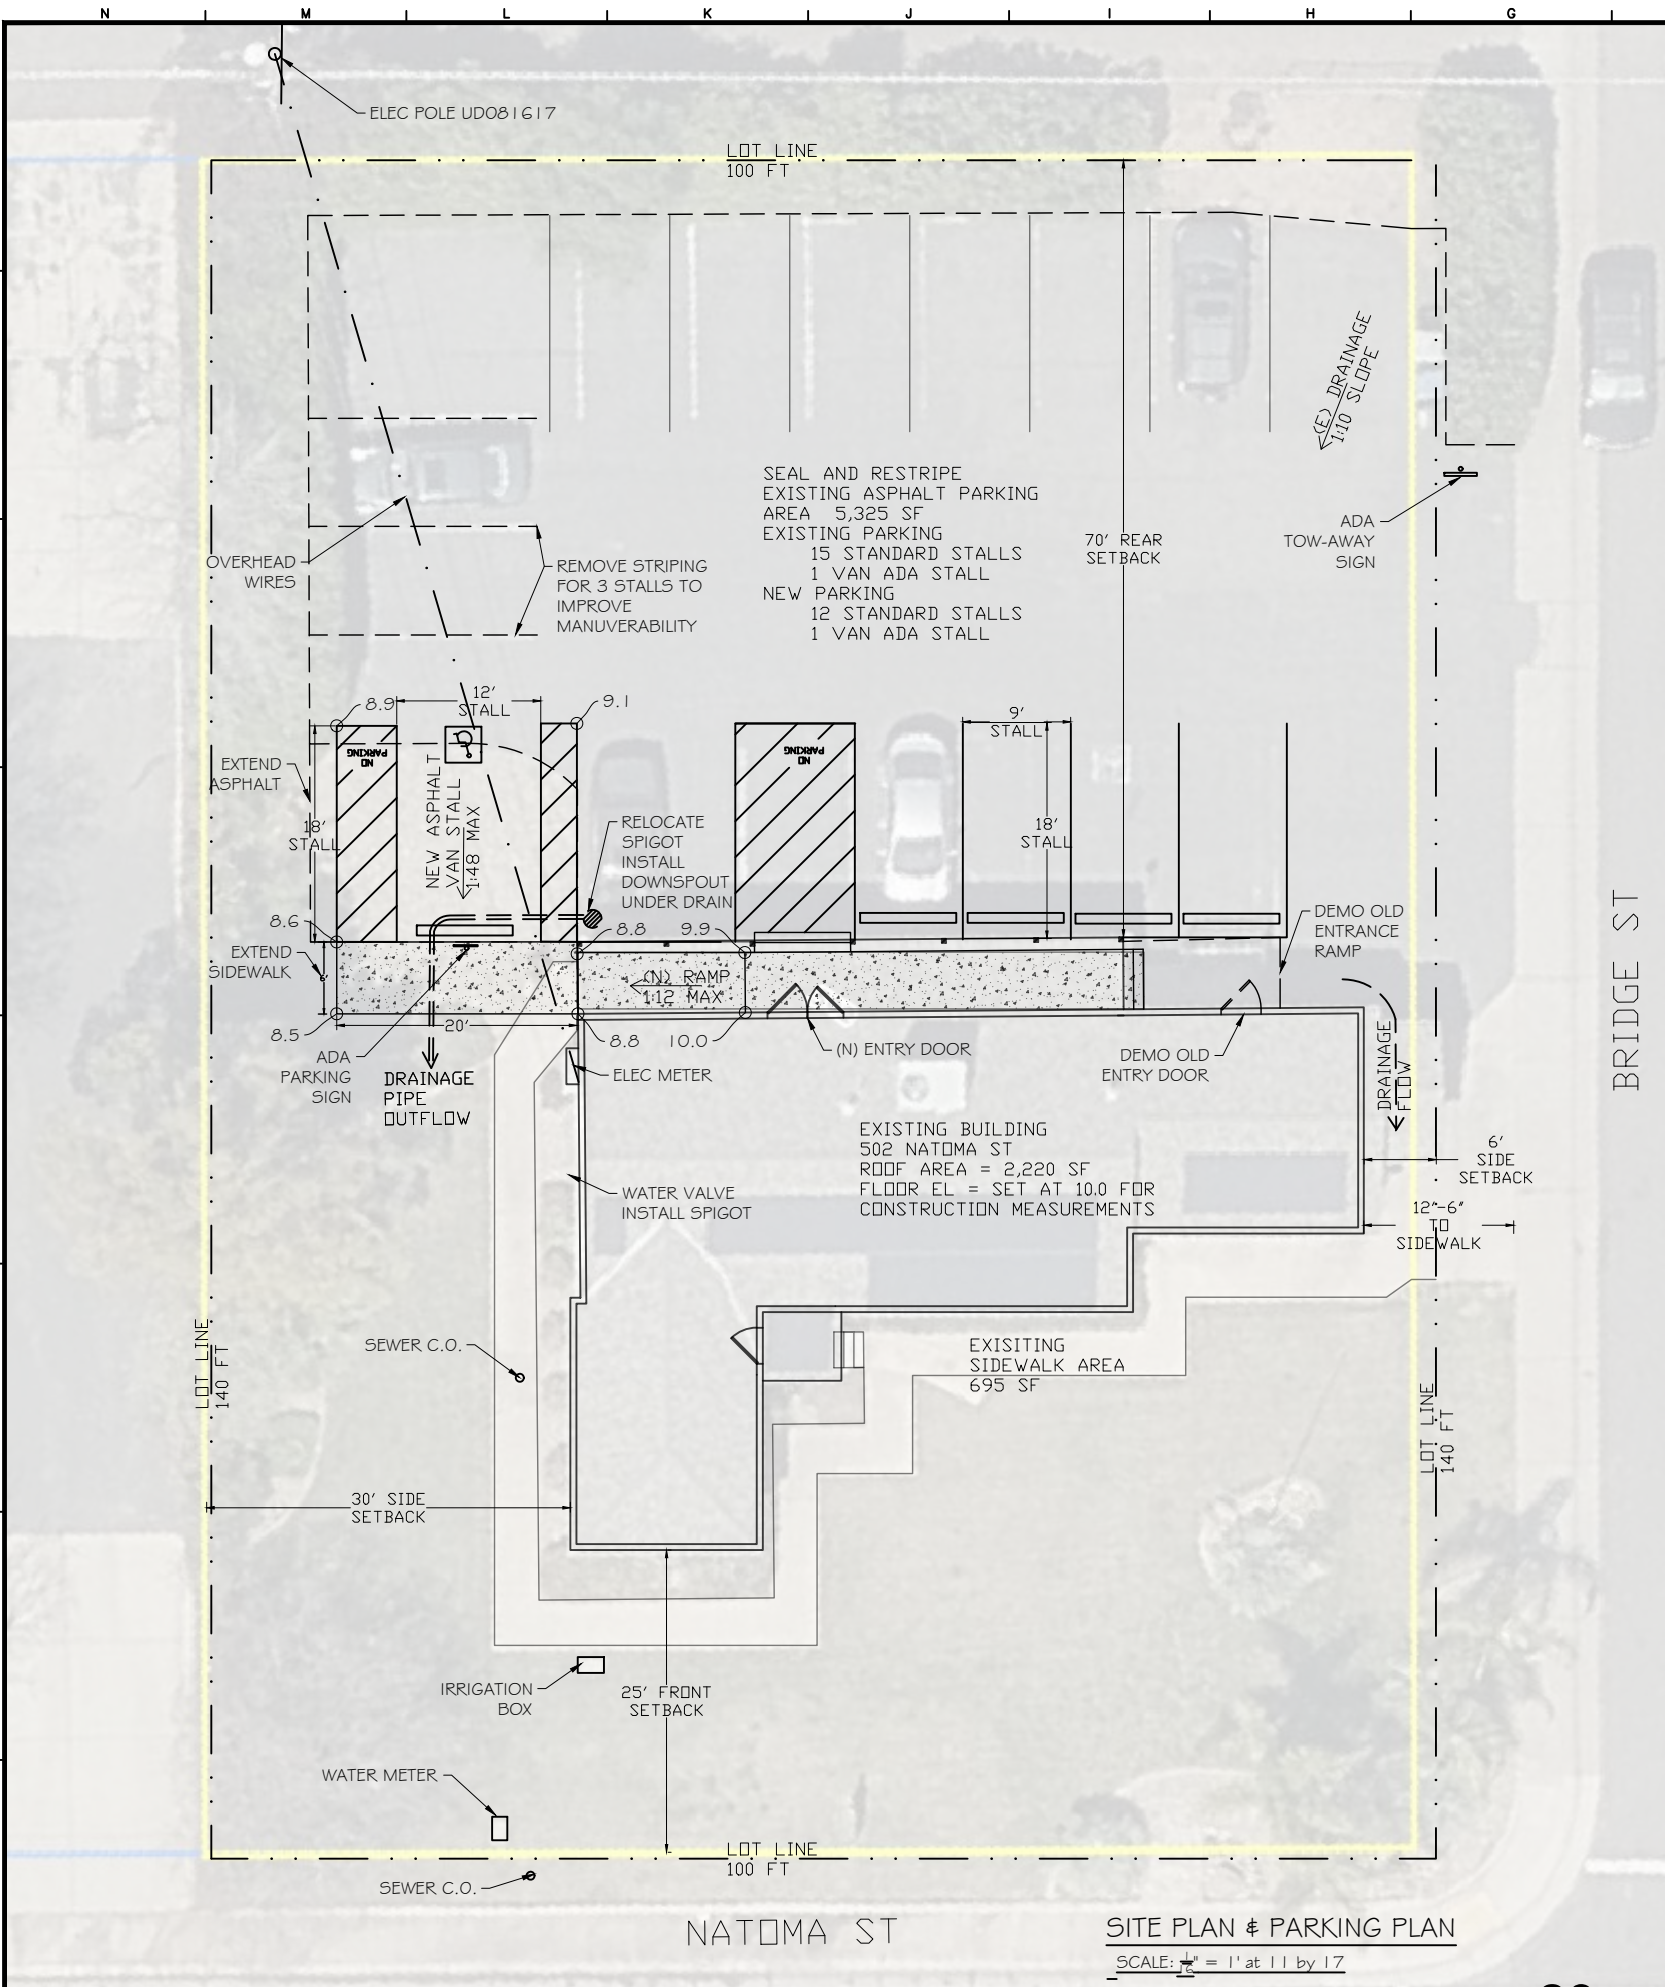 N M L K J I H G
ELEC POLE UD081617
LOT LINE
100 FT
(E) DRAINAGE
1:10 SLOPE
SEAL AND RESTRIPE
EXISTING ASPHALT PARKING
AREA 5,325 SF
EXISTING PARKING
15 STANDARD STALLS
1 VAN ADA STALL
NEW PARKING
12 STANDARD STALLS
1 VAN ADA STALL
70' REAR
SETBACK
ADA
TOW-AWAY
SIGN
OVERHEAD
WIRES
REMOVE STRIPING
FOR 3 STALLS TO
IMPROVE
MANUVERABILITY
8.9
12'
STALL
9.1
9'
STALL
NO
PARKING
NO
PARKING
EXTEND
ASPHALT
18'
STALL
NEW ASPHALT
VAN STALL
1:48 MAX
RELOCATE
SPIGOT
INSTALL
DOWNSPOUT
UNDER DRAIN
18'
STALL
8.6
8.8
9.9
DEMO OLD
ENTRANCE
RAMP
EXTEND
SIDEWALK
6'
(N) RAMP
1:12 MAX
8.5
20'
8.8
10.0
(N) ENTRY DOOR
DEMO OLD
ENTRY DOOR
ADA
PARKING
SIGN
DRAINAGE
PIPE
OUTFLOW
ELEC METER
DRAINAGE
FLOW
BRIDGE ST
EXISTING BUILDING
502 NATOMA ST
ROOF AREA = 2,220 SF
FLOOR EL = SET AT 10.0 FOR
CONSTRUCTION MEASUREMENTS
6'
SIDE
SETBACK
WATER VALVE
INSTALL SPIGOT
12"-6"
TO
SIDEWALK
LOT LINE
140 FT
SEWER C.O.
EXISITING
SIDEWALK AREA
695 SF
LOT LINE
140 FT
30' SIDE
SETBACK
IRRIGATION
BOX
25' FRONT
SETBACK
WATER METER
LOT LINE
100 FT
SEWER C.O.
NATOMA ST
SITE PLAN & PARKING PLAN
SCALE: 1/16" = 1' at 11 by 17